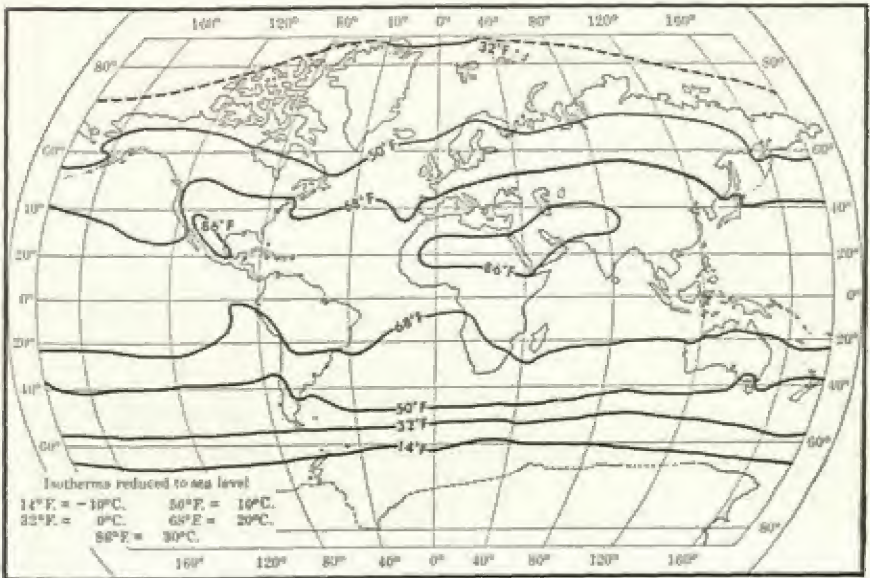 160° 120° 80° 40° 0° 40° 80° 120° 160°
32°F.
80° 80°
60° 50°F 60°
40° 68°F 40°
86°F
20° 86°F 20°
0° 0°
68°F
20° 20°
40° 40°
50°F
32°F
60° 14°F 60°
Isotherms reduced to sea level
14°F. = -10°C. 50°F. = 10°C.
32°F. = 0°C. 68°F. = 20°C.
86°F. = 30°C.
80°
160° 120° 80° 40° 0° 40° 80° 120° 160°